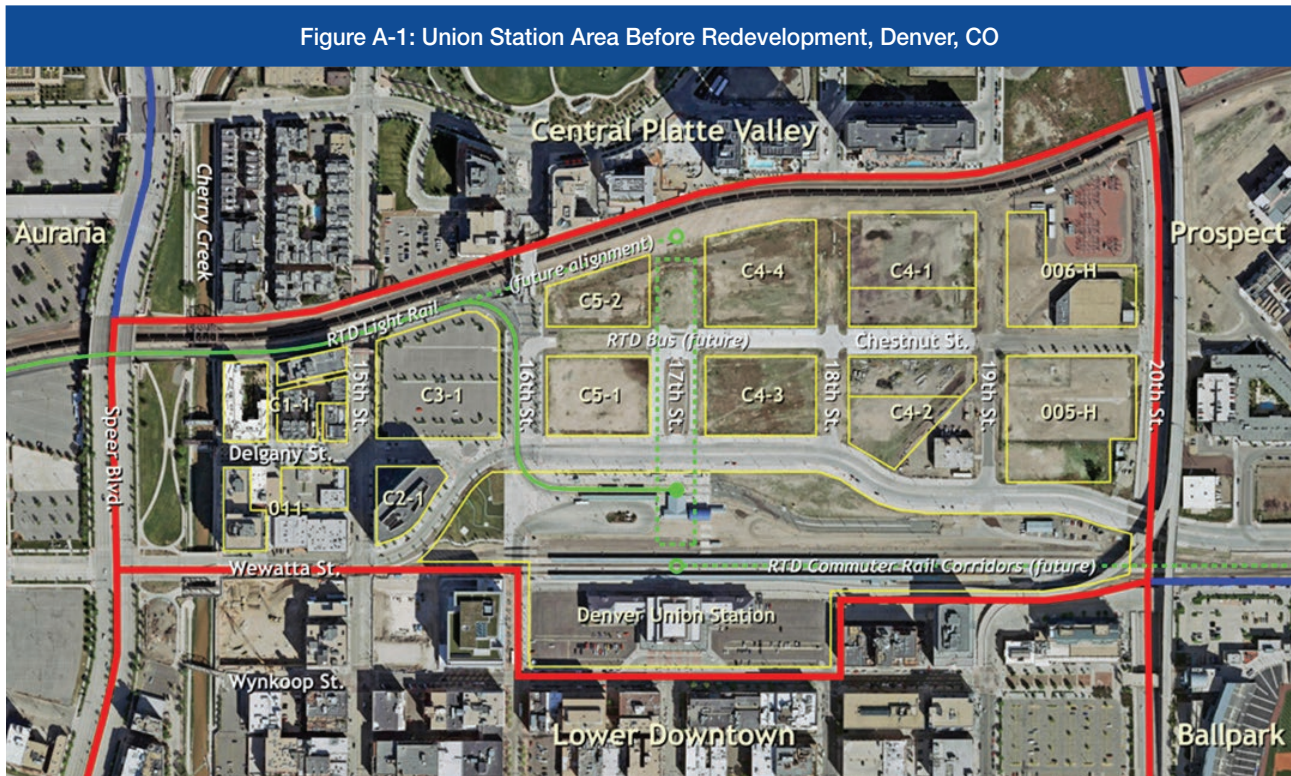 Figure A-1: Union Station Area Before Redevelopment, Denver, CO
Central Platte Valley
Cherry Creek
Auraria
Prospect
(future alignment)
C4-4
C4-1
006-H
C5-2
RTD Light Rail
RTD Bus (future)
Chestnut St.
15th St.
16th St.
17th St.
18th St.
19th St.
20th St.
C1-1
C3-1
C5-1
C4-3
C4-2
005-H
Speer Blvd.
Delgany St.
011
C2-1
Wewatta St.
RTD Commuter Rail Corridors (future)
Denver Union Station
Wynkoop St.
Lower Downtown
Ballpark